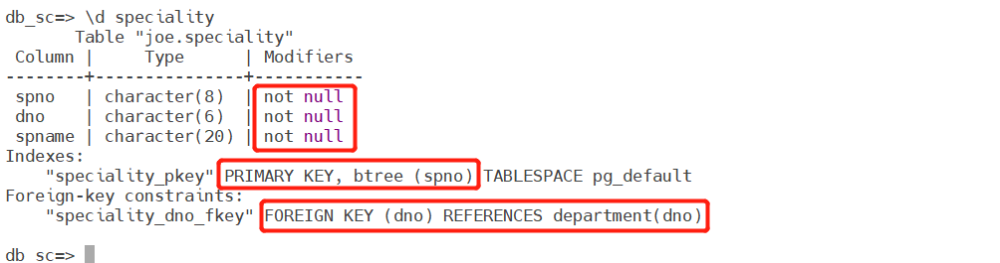 db_sc=> \d speciality
Table "joe.speciality"
Column | Type | Modifiers
--------+---------------+-----------
spno | character(8) | not null
dno | character(6) | not null
spname | character(20) | not null
Indexes:
"speciality_pkey" PRIMARY KEY, btree (spno) TABLESPACE pg_default
Foreign-key constraints:
"speciality_dno_fkey" FOREIGN KEY (dno) REFERENCES department(dno)
db_sc=>